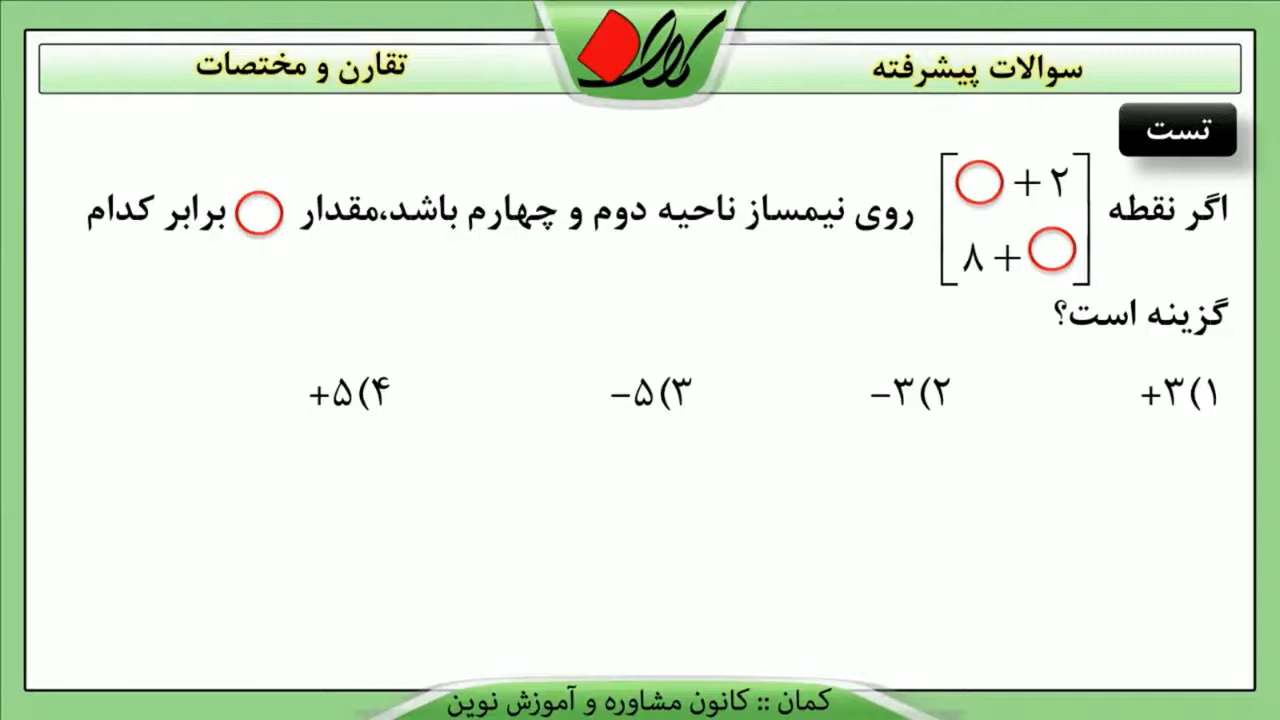 سوالات پیشرفته
کمان
تقارن و مختصات
تست
اگر نقطه [○ + ۲ / ۸ + ○] روی نیمساز ناحیه دوم و چهارم باشد،مقدار ○ برابر کدام
گزینه است؟
۱)۳+ ۲)۳− ۳)۵− ۴)۵+
کمان :: کانون مشاوره و آموزش نوین